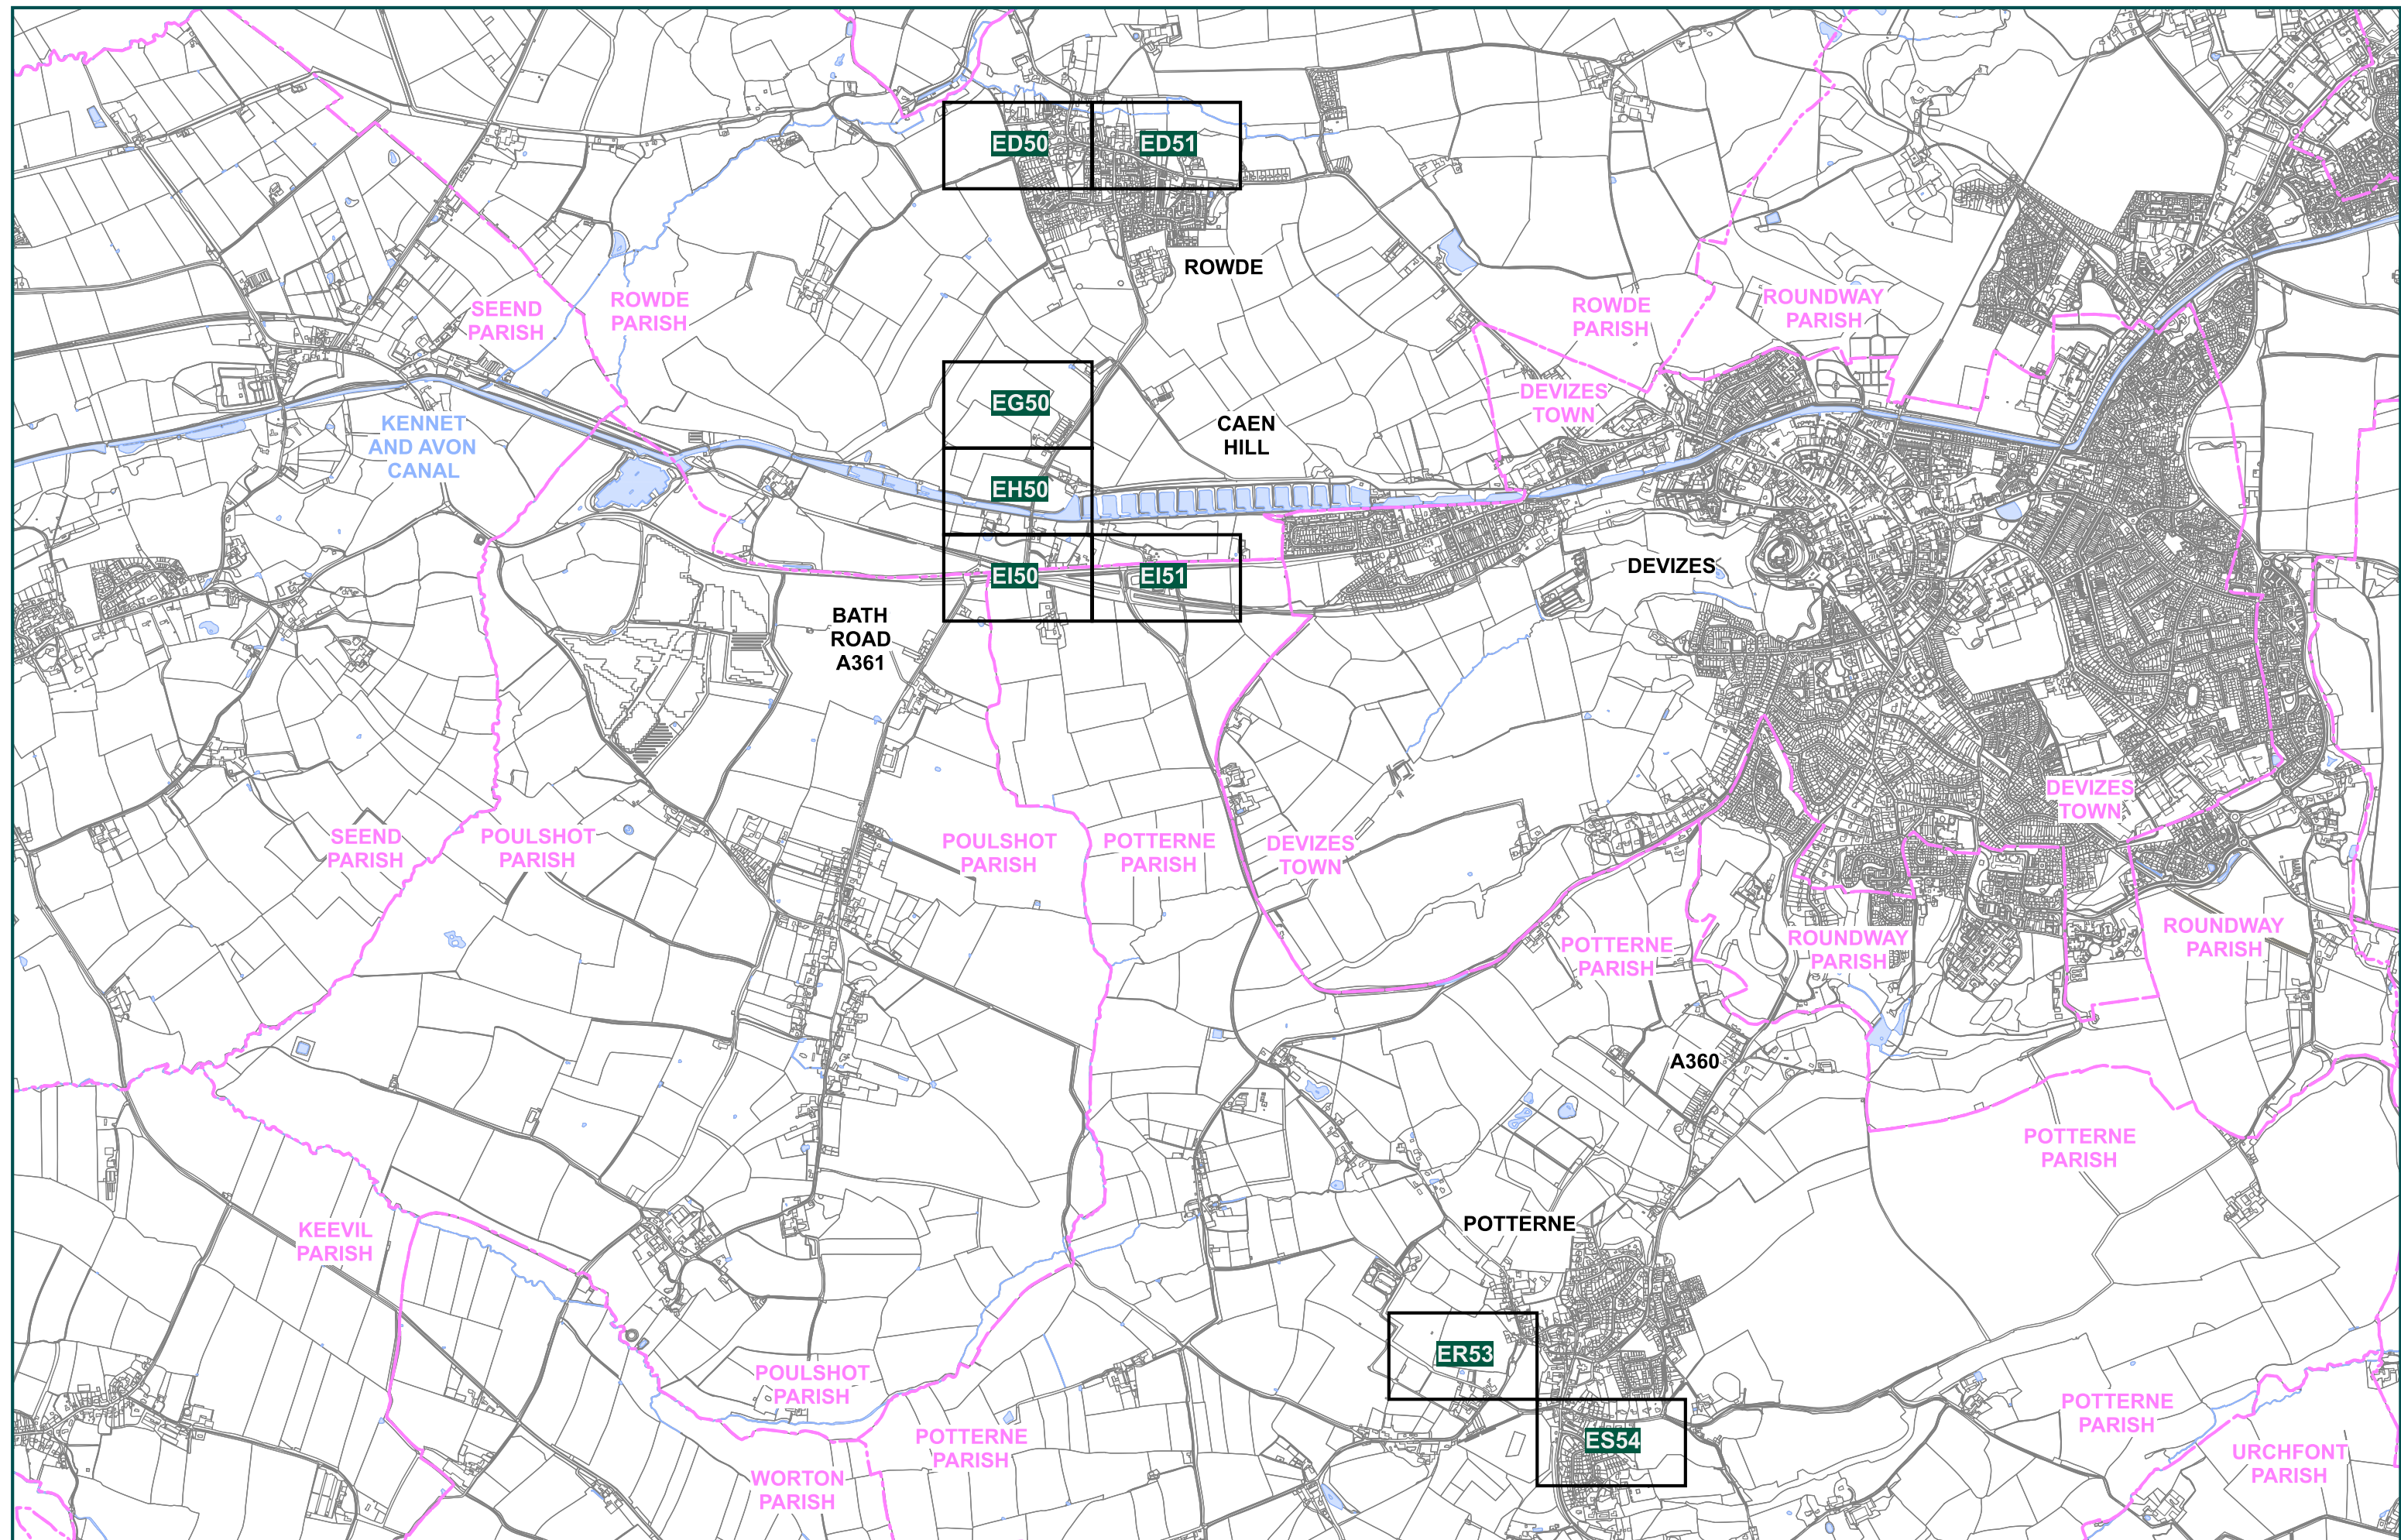 ED50
ED51
ROWDE
SEEND
PARISH
ROWDE
PARISH
ROWDE
PARISH
ROUNDWAY
PARISH
EG50
DEVIZES
TOWN
KENNET
AND AVON
CANAL
CAEN
HILL
EH50
EI50
EI51
DEVIZES
BATH
ROAD
A361
DEVIZES
TOWN
SEEND
PARISH
POULSHOT
PARISH
POULSHOT
PARISH
POTTERNE
PARISH
DEVIZES
TOWN
POTTERNE
PARISH
ROUNDWAY
PARISH
ROUNDWAY
PARISH
A360
POTTERNE
PARISH
KEEVIL
PARISH
POTTERNE
ER53
POULSHOT
PARISH
ES54
POTTERNE
PARISH
POTTERNE
PARISH
WORTON
PARISH
URCHFONT
PARISH